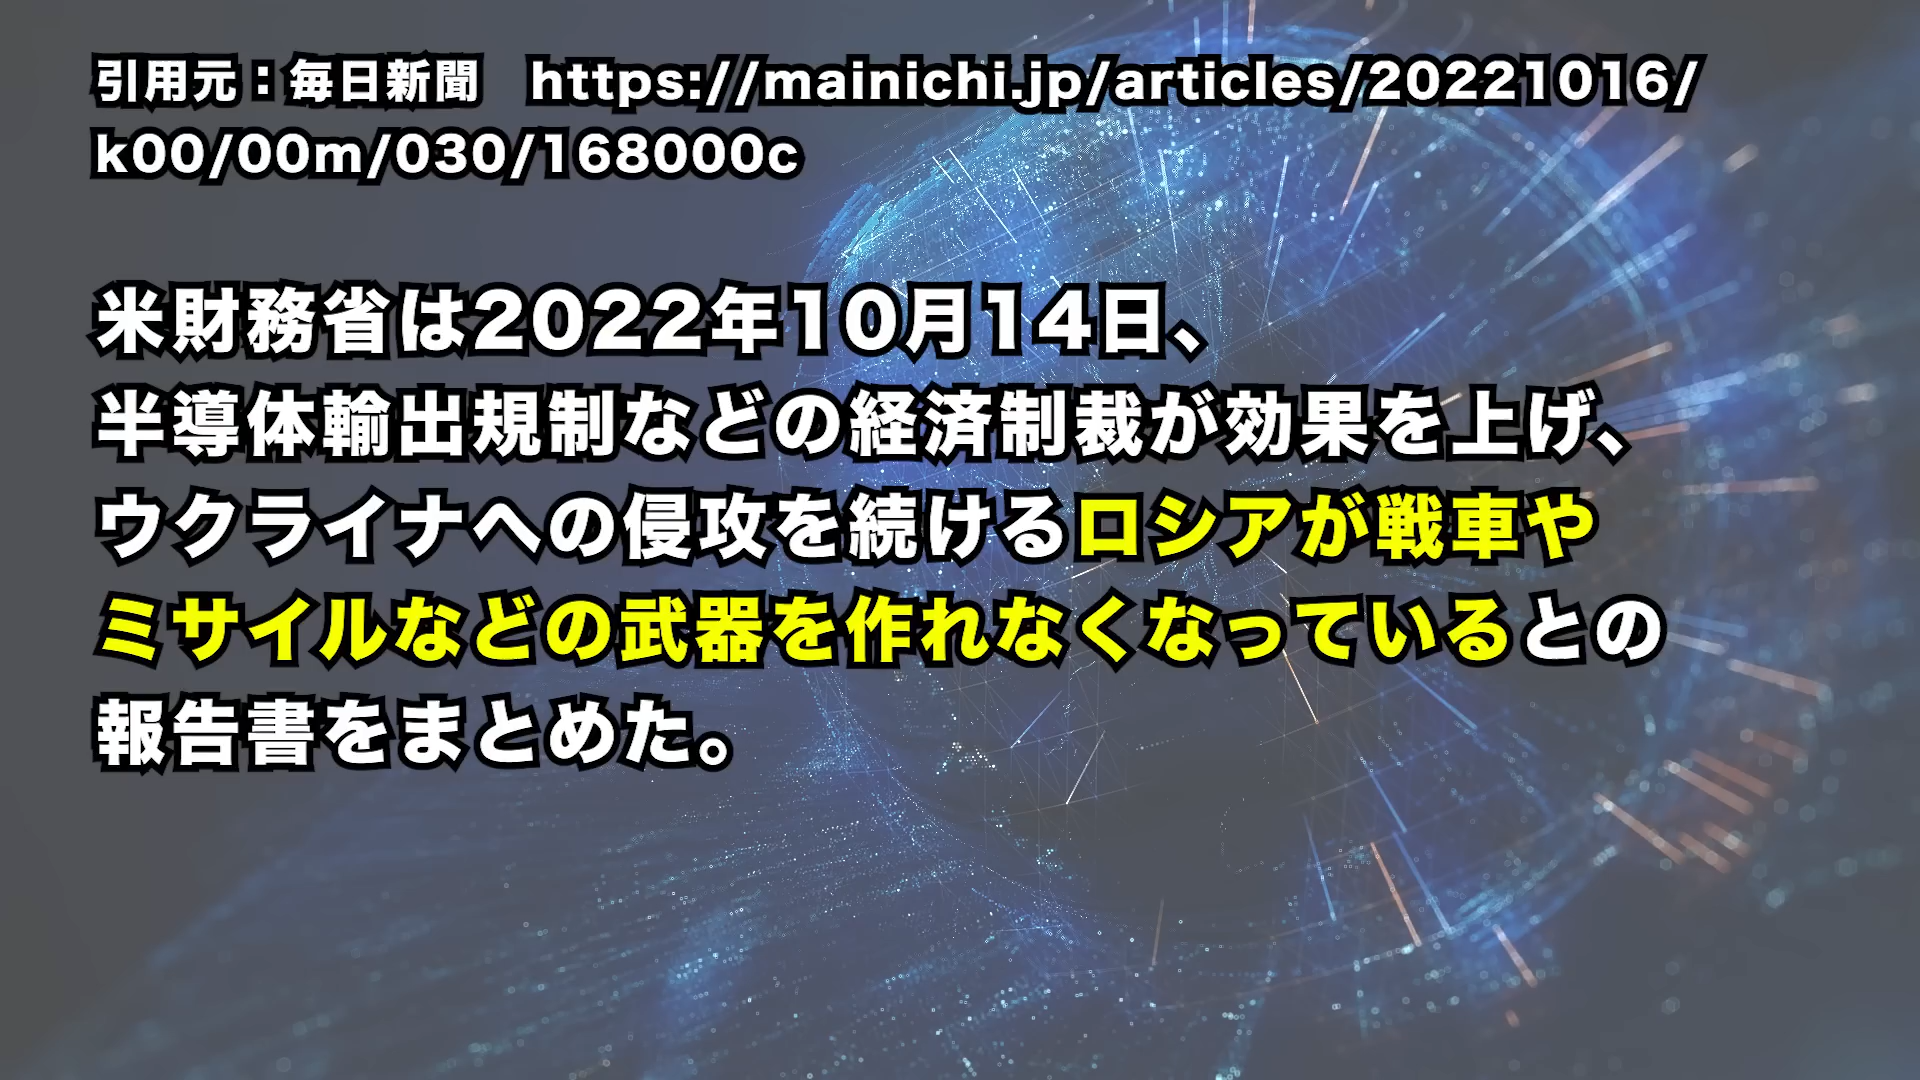 引用元：毎日新聞　https://mainichi.jp/articles/20221016/
k00/00m/030/168000c
米財務省は2022年10月14日、
半導体輸出規制などの経済制裁が効果を上げ、
ウクライナへの侵攻を続けるロシアが戦車や
ミサイルなどの武器を作れなくなっているとの
報告書をまとめた。